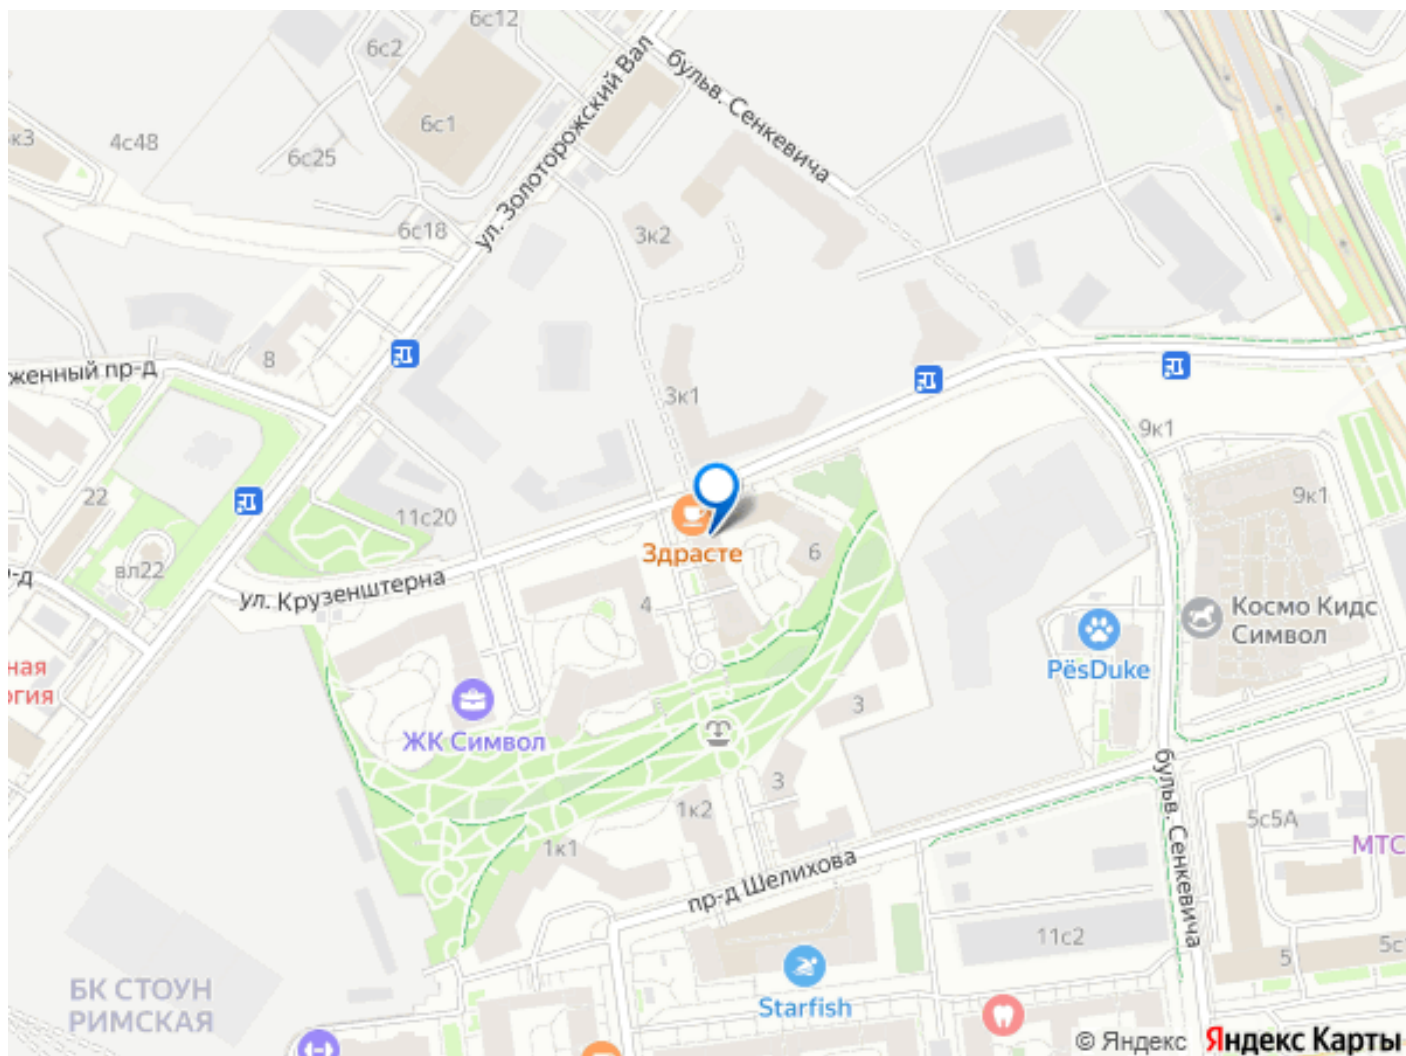 6с12
6с2
ул. Золоторожский Вал
бульв. Сенкевича
6с1
4с48
6с25
к3
6с18
3к2
8
женный пр-д
3к1
9к1
22
11с20
9к1
Здрасте
6
вл22
р-д
ул. Крузенштерна
4
Космо Кидс
Символ
ная
огия
PёsDuke
3
ЖК Символ
3
1к2
бульв. Сенкевича
5с5А
1к1
МТС
пр-д Шелихова
11с2
5с
5
БК СТОУН
РИМСКАЯ
Starfish
© Яндекс Яндекс Карты